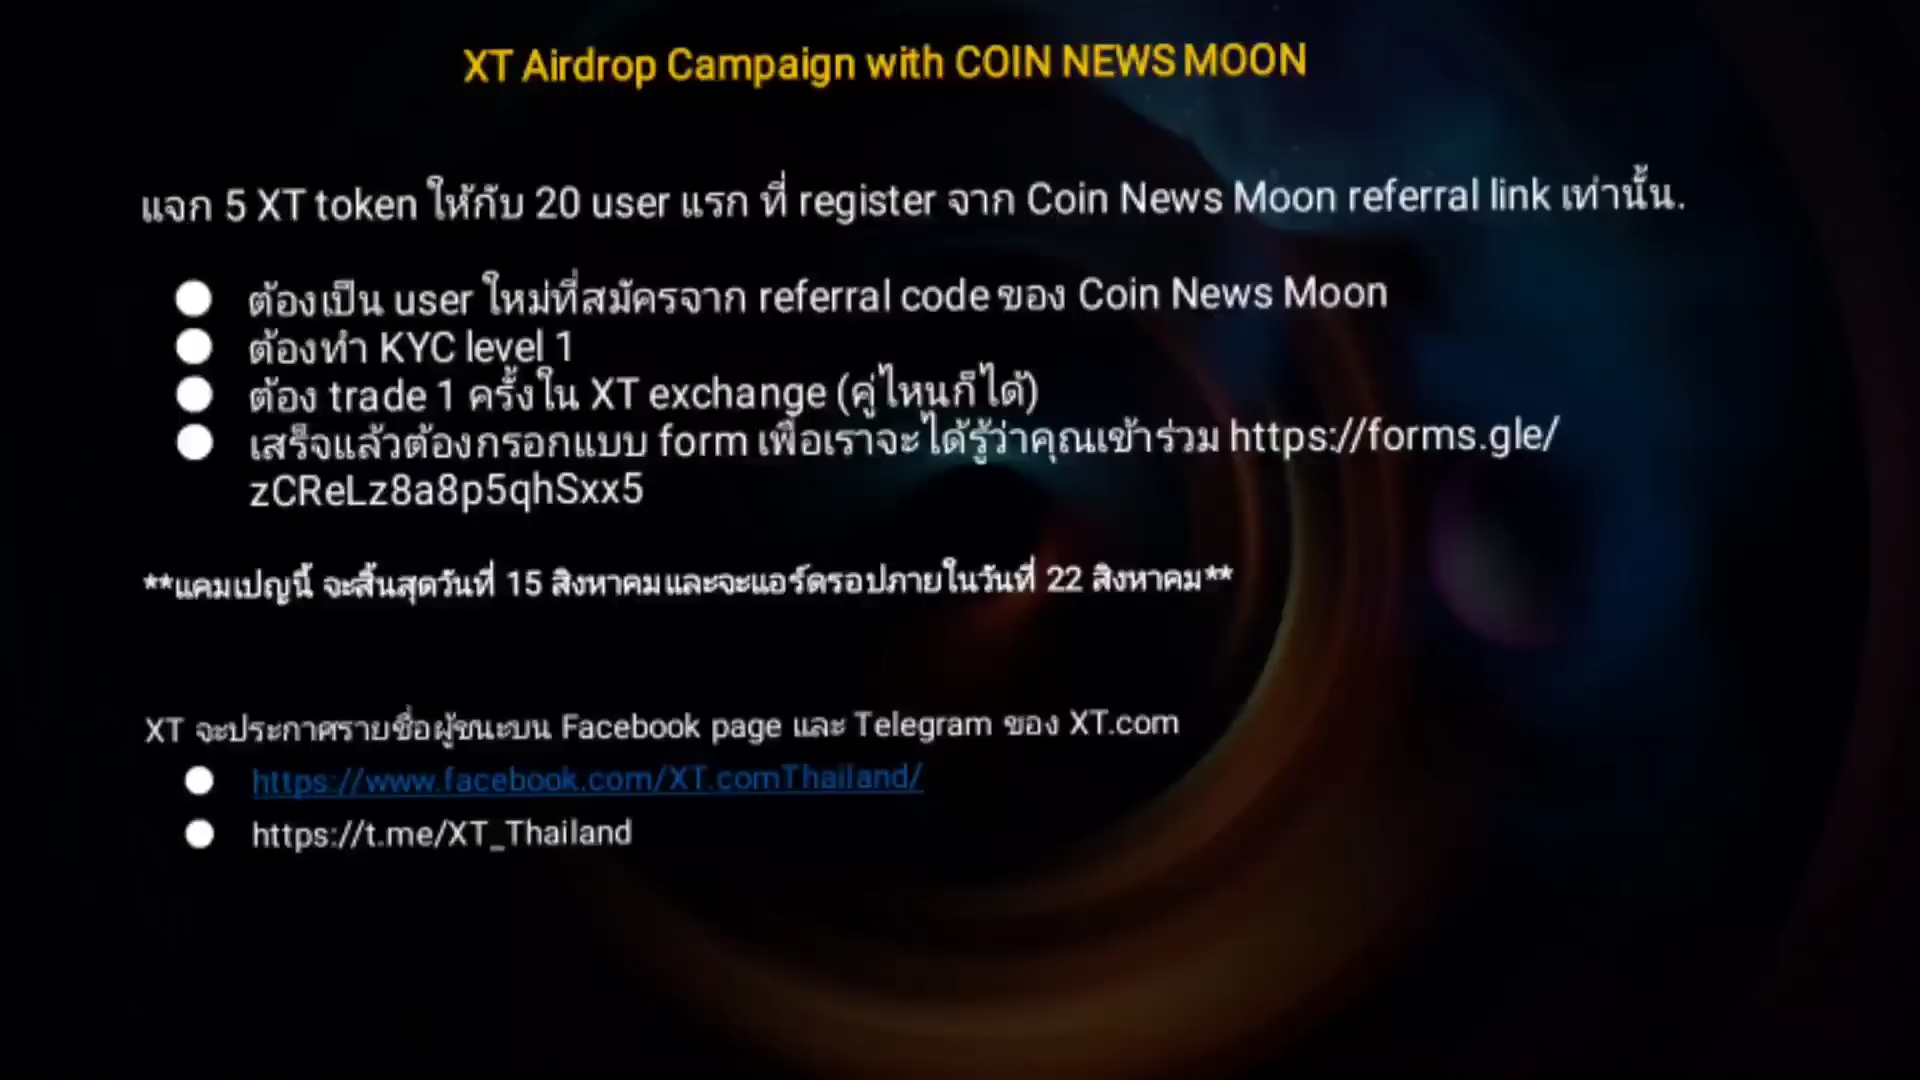 XT Airdrop Campaign with COIN NEWS MOON
แจก 5 XT token ให้กับ 20 user แรก ที่ register จาก Coin News Moon referral link เท่านั้น.
● ต้องเป็น user ใหม่ที่สมัครจาก referral code ของ Coin News Moon
● ต้องทำ KYC level 1
● ต้อง trade 1 ครั้งใน XT exchange (คู่ไหนก็ได้)
● เสร็จแล้วต้องกรอกแบบ form เพื่อเราจะได้รู้ว่าคุณเข้าร่วม https://forms.gle/
zCReLz8a8p5qhSxx5
**แคมเปญนี้ จะสิ้นสุดวันที่ 15 สิงหาคมและจะแอร์ดรอปภายในวันที่ 22 สิงหาคม**
XT จะประกาศรายชื่อผู้ชนะบน Facebook page และ Telegram ของ XT.com
● https://www.facebook.com/XT.comThailand/
● https://t.me/XT_Thailand